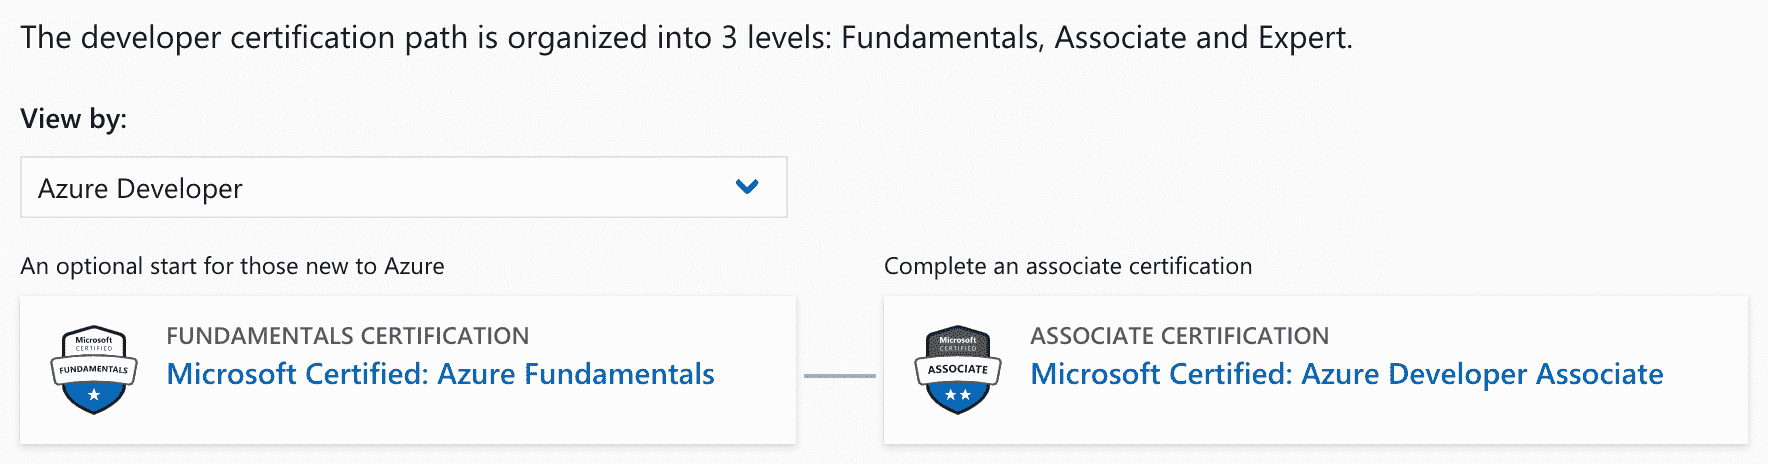 The developer certification path is organized into 3 levels: Fundamentals, Associate and Expert.
View by:
Azure Developer
An optional start for those new to Azure
Microsoft
CERTIFIED
FUNDAMENTALS
FUNDAMENTALS CERTIFICATION
Microsoft Certified: Azure Fundamentals
Complete an associate certification
Microsoft
CERTIFIED
ASSOCIATE
ASSOCIATE CERTIFICATION
Microsoft Certified: Azure Developer Associate